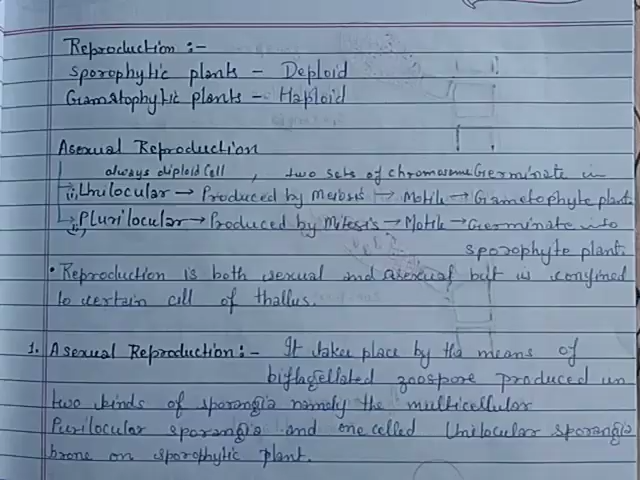 Reproduction :-
Sporophytic plants - Deploid
Gamatophytic plants - Haploid
Asexual Reproduction
always diploid cell , two sets of chromosome Germinate in
i, Unilocular → Produced by Meiosis → Motile → Gametophyte plant.
ii, Plurilocular → Produced by Mitosis → Motile → Germinate into
sporophyte plant.
• Reproduction is both sexual and asexual but is confined
to certain cell of thallus.
1. Asexual Reproduction :- It takes place by the means of
biflagellated zoospore produced in
two kinds of sporangia namely the multicellular
Purilocular sporangia and one celled Unilocular sporangia
brone on sporophytic plant.